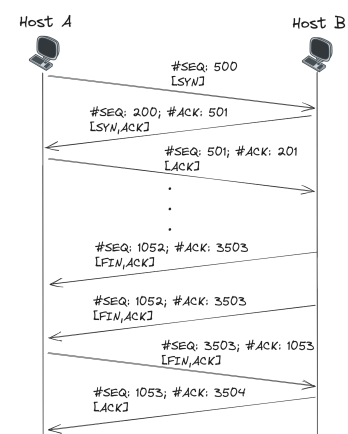 Host A
Host B
#SEQ: 500
[SYN]
#SEQ: 200; #ACK: 501
[SYN,ACK]
#SEQ: 501; #ACK: 201
[ACK]
#SEQ: 1052; #ACK: 3503
[FIN,ACK]
#SEQ: 1052; #ACK: 3503
[FIN,ACK]
#SEQ: 3503; #ACK: 1053
[FIN,ACK]
#SEQ: 1053; #ACK: 3504
[ACK]